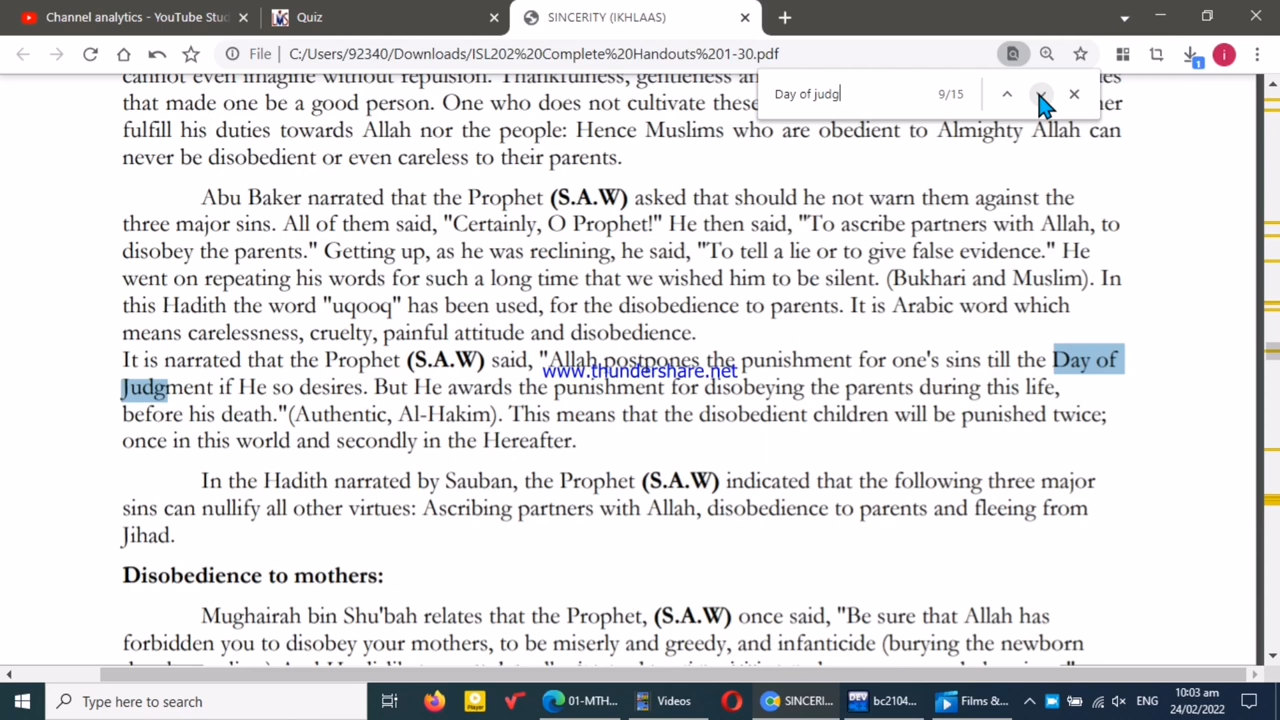 Channel analytics - YouTube Stu
Quiz
SINCERITY (IKHLAAS)
File
C:/Users/92340/Downloads/ISL202%20Complete%20Handouts%201-30.pdf
Day of judg
9/15
cannot even imagine without repulsion. Thankfulness, gentleness
that made one be a good person. One who does not cultivate these
fulfill his duties towards Allah nor the people: Hence Muslims who are obedient to Almighty Allah can
never be disobedient or even careless to their parents.
Abu Baker narrated that the Prophet (S.A.W) asked that should he not warn them against the
three major sins. All of them said, "Certainly, O Prophet!" He then said, "To ascribe partners with Allah, to
disobey the parents." Getting up, as he was reclining, he said, "To tell a lie or to give false evidence." He
went on repeating his words for such a long time that we wished him to be silent. (Bukhari and Muslim). In
this Hadith the word "uqooq" has been used, for the disobedience to parents. It is Arabic word which
means carelessness, cruelty, painful attitude and disobedience.
It is narrated that the Prophet (S.A.W) said, "Allah postpones the punishment for one's sins till the Day of
www.thundershare.net
Judgment if He so desires. But He awards the punishment for disobeying the parents during this life,
before his death."(Authentic, Al-Hakim). This means that the disobedient children will be punished twice;
once in this world and secondly in the Hereafter.
In the Hadith narrated by Sauban, the Prophet (S.A.W) indicated that the following three major
sins can nullify all other virtues: Ascribing partners with Allah, disobedience to parents and fleeing from
Jihad.
Disobedience to mothers:
Mughairah bin Shu'bah relates that the Prophet, (S.A.W) once said, "Be sure that Allah has
forbidden you to disobey your mothers, to be miserly and greedy, and infanticide (burying the newborn
Type here to search
01-MTH...
Videos
SINCERI...
bc2104...
Films &...
ENG
10:03 am
24/02/2022